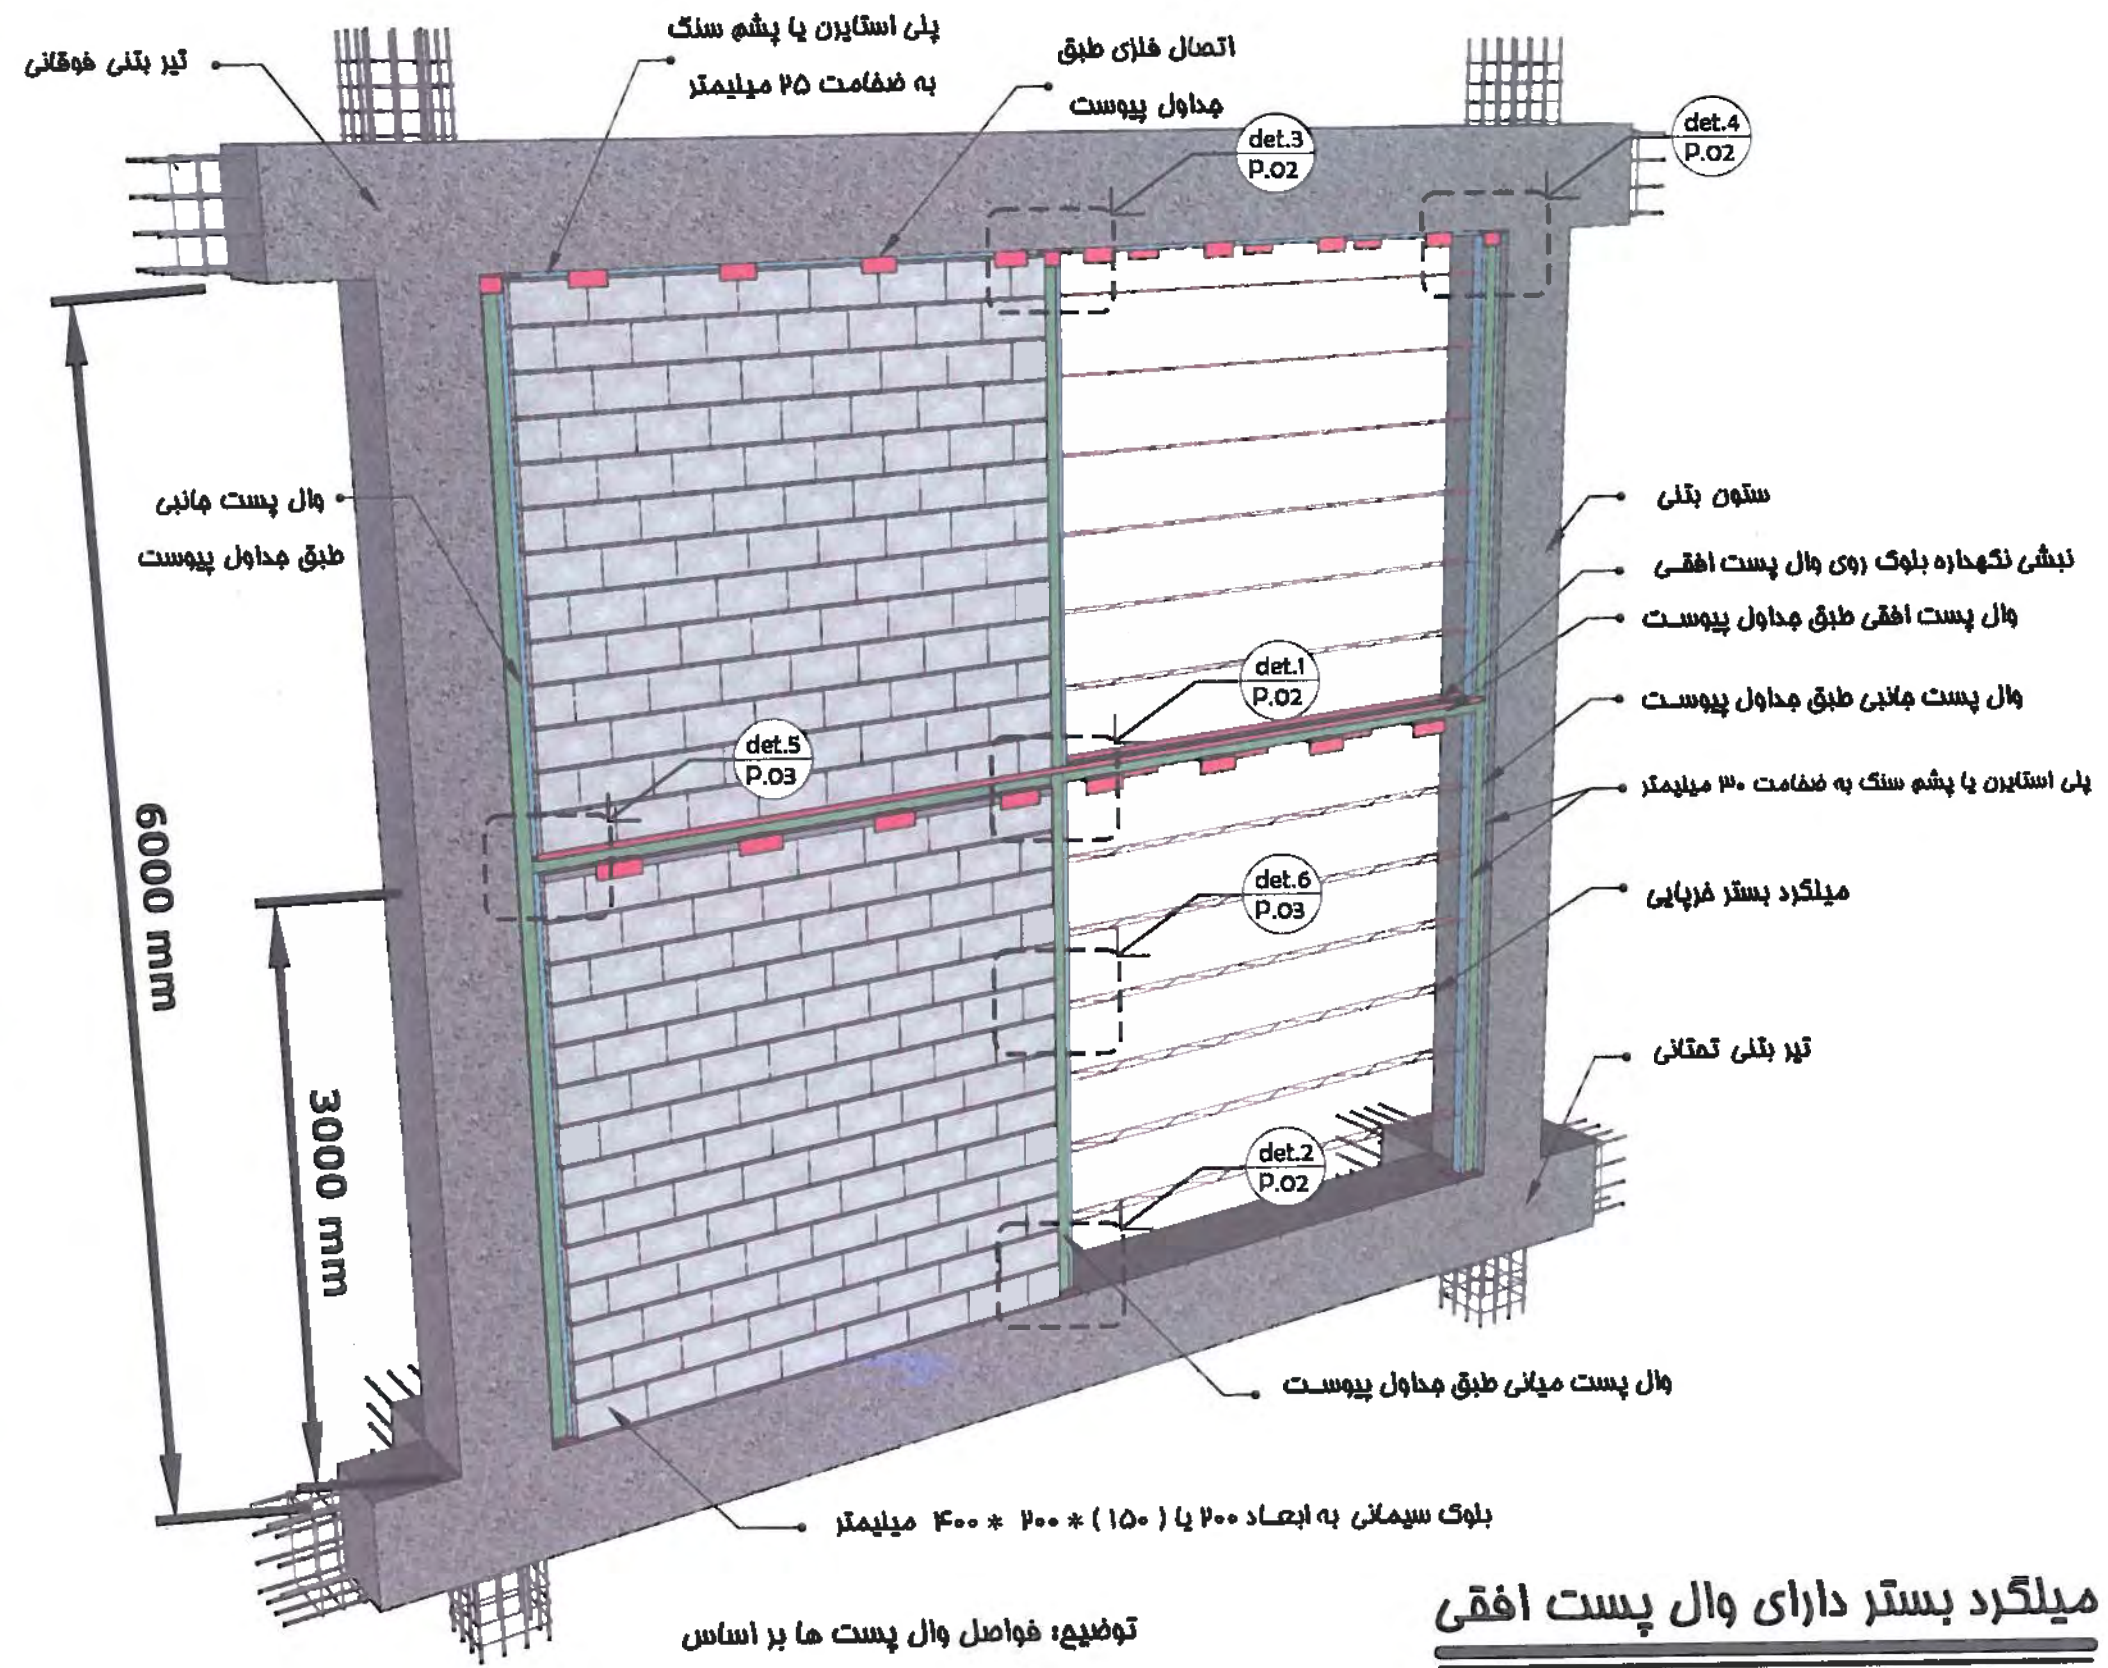 تیر بتنی فوقانی
پلی استایرن یا پشم سنگ
به ضخامت ۲۵ میلیمتر
اتصال فلزی طبق
جداول پیوست
det.3
P.02
det.4
P.02
وال پست جانبی
طبق جداول پیوست
ستون بتنی
نبشی نگهداره بلوک روی وال پست افقی
وال پست افقی طبق جداول پیوست
وال پست جانبی طبق جداول پیوست
پلی استایرن یا پشم سنگ به ضخامت ۳۰ میلیمتر
میلگرد بستر خرپایی
تیر بتنی تحتانی
det.1
P.02
det.5
P.03
det.6
P.03
det.2
P.02
6000 mm
3000 mm
وال پست میانی طبق جداول پیوست
بلوک سیمانی به ابعاد ۲۰۰ یا ( ۱۵۰ ) * ۲۰۰ * ۴۰۰ میلیمتر
میلگرد بستر دارای وال پست افقی
توضیح: فواصل وال پست ها بر اساس